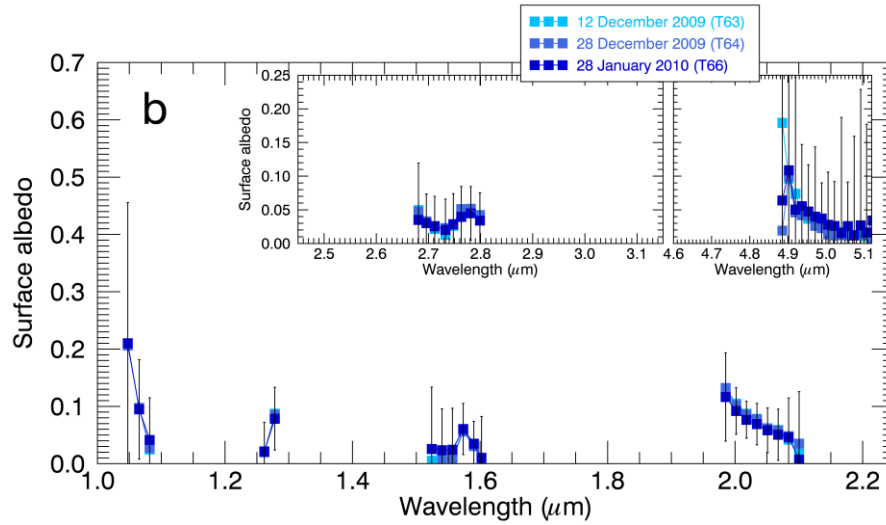 12 December 2009 (T63)
28 December 2009 (T64)
28 January 2010 (T66)
b
0.7
0.6
0.5
0.4
0.3
0.2
0.1
0.0
Surface albedo
1.0 1.2 1.4 1.6 1.8 2.0 2.2
Wavelength (μm)
0.25
0.20
0.15
0.10
0.05
0.00
Surface albedo
2.5 2.6 2.7 2.8 2.9 3.0 3.1
Wavelength (μm)
4.6 4.7 4.8 4.9 5.0 5.1
Wavelength (μm)